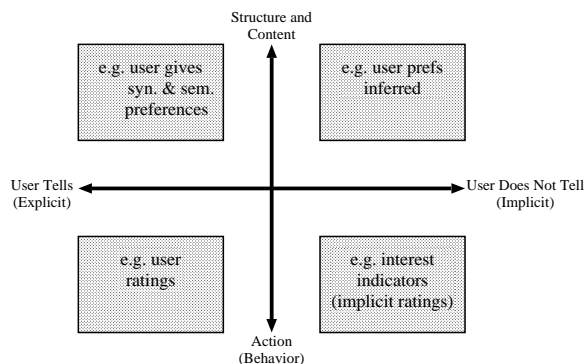 Structure and
Content
e.g. user gives
syn. & sem.
preferences
e.g. user prefs
inferred
User Tells
(Explicit)
User Does Not Tell
(Implicit)
e.g. user
ratings
e.g. interest
indicators
(implicit ratings)
Action
(Behavior)